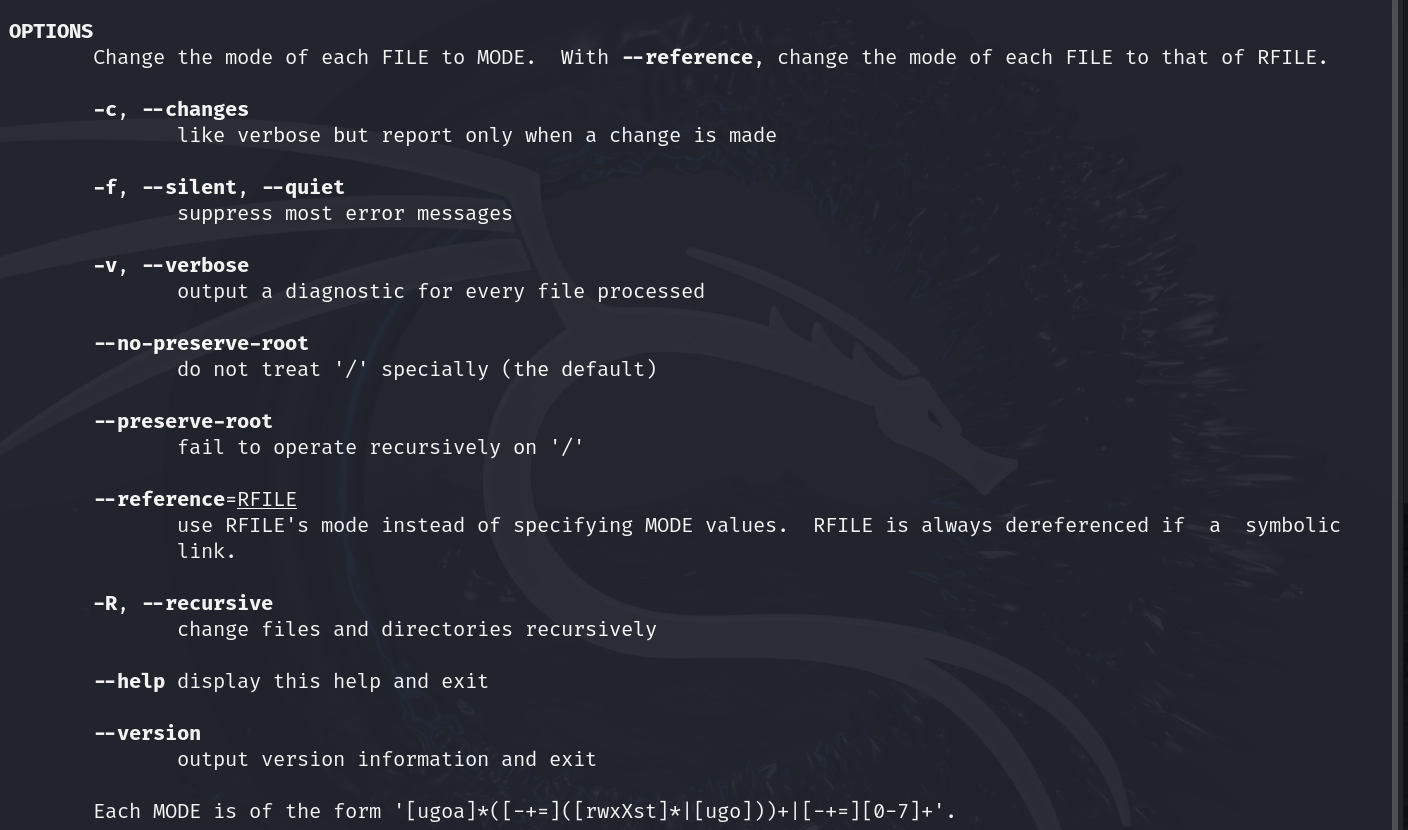 OPTIONS
Change the mode of each FILE to MODE.  With --reference, change the mode of each FILE to that of RFILE.
-c, --changes
like verbose but report only when a change is made
-f, --silent, --quiet
suppress most error messages
-v, --verbose
output a diagnostic for every file processed
--no-preserve-root
do not treat '/' specially (the default)
--preserve-root
fail to operate recursively on '/'
--reference=RFILE
use RFILE's mode instead of specifying MODE values.  RFILE is always dereferenced if  a  symbolic
link.
-R, --recursive
change files and directories recursively
--help display this help and exit
--version
output version information and exit
Each MODE is of the form '[ugoa]*([-+=]([rwxXst]*|[ugo]))+|[-+=][0-7]+'.